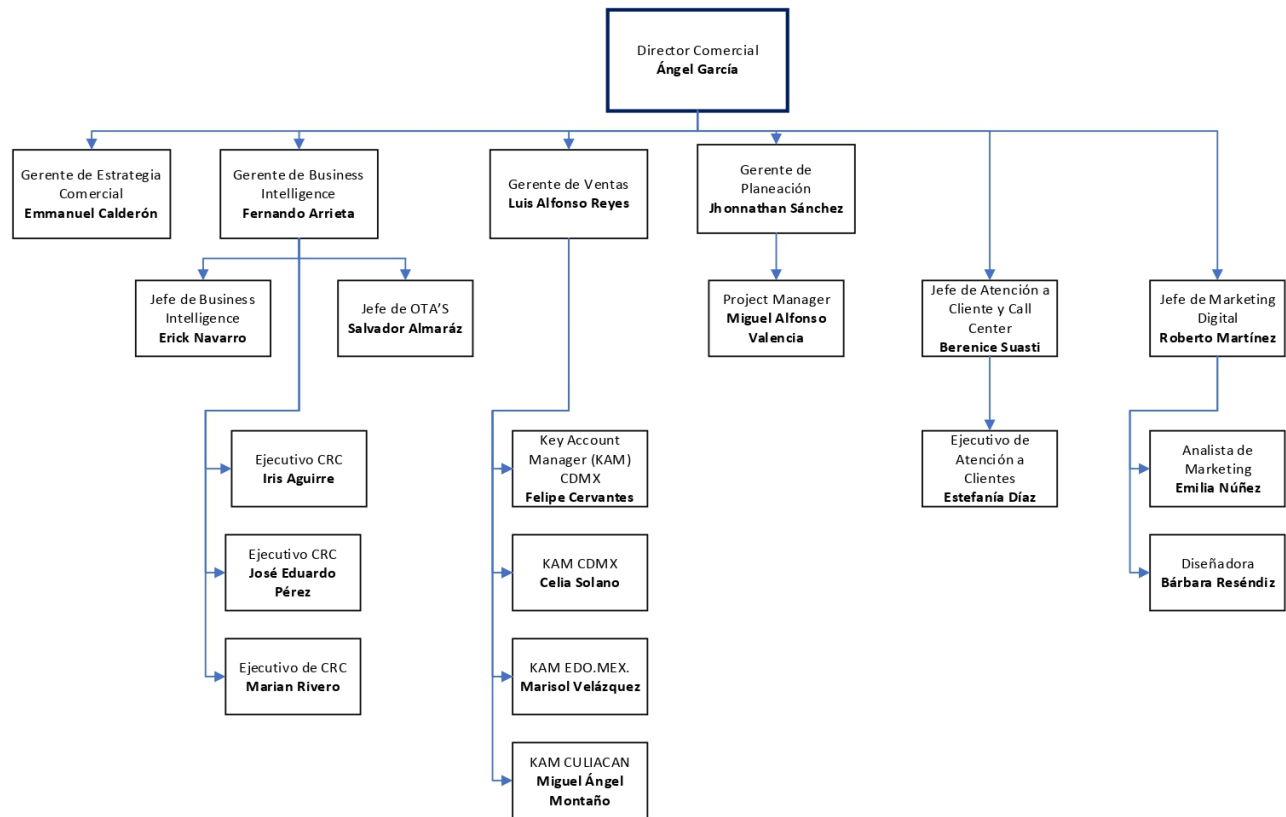 Director Comercial
Ángel García
Gerente de Estrategia
Comercial
Emmanuel Calderón
Gerente de Business
Intelligence
Fernando Arrieta
Gerente de Ventas
Luis Alfonso Reyes
Gerente de
Planeación
Jhonnathan Sánchez
Jefe de Business
Intelligence
Erick Navarro
Jefe de OTA’S
Salvador Almaráz
Project Manager
Miguel Alfonso
Valencia
Jefe de Atención a
Cliente y Call
Center
Berenice Suasti
Jefe de Marketing
Digital
Roberto Martínez
Ejecutivo CRC
Iris Aguirre
Key Account
Manager (KAM)
CDMX
Felipe Cervantes
Ejecutivo de
Atención a
Clientes
Estefanía Díaz
Analista de
Marketing
Emilia Núñez
Ejecutivo CRC
José Eduardo
Pérez
KAM CDMX
Celia Solano
Diseñadora
Bárbara Reséndiz
Ejecutivo de CRC
Marian Rivero
KAM EDO.MEX.
Marisol Velázquez
KAM CULIACAN
Miguel Ángel
Montaño